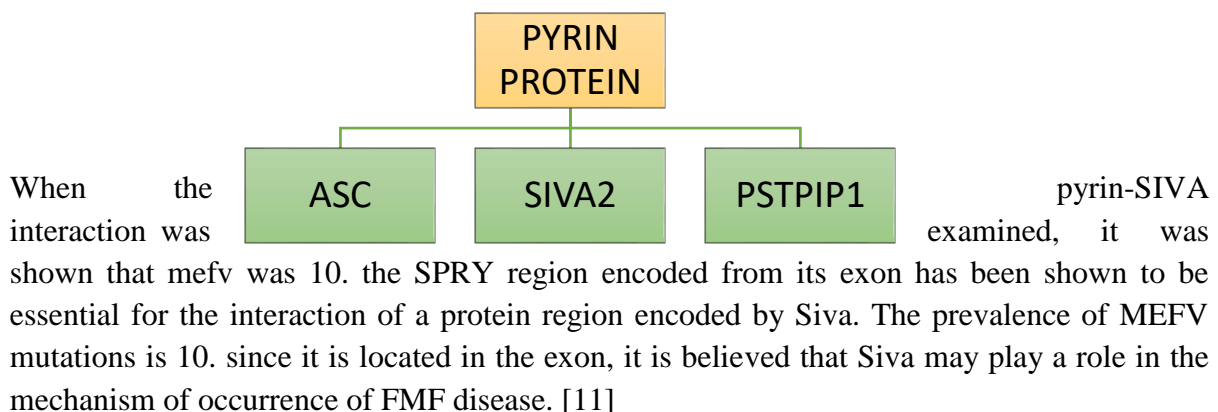 PYRIN
PROTEIN
ASC
SIVA2
PSTPIP1
When the pyrin-SIVA
interaction was examined, it was
shown that mefv was 10. the SPRY region encoded from its exon has been shown to be
essential for the interaction of a protein region encoded by Siva. The prevalence of MEFV
mutations is 10. since it is located in the exon, it is believed that Siva may play a role in the
mechanism of occurrence of FMF disease. [11]